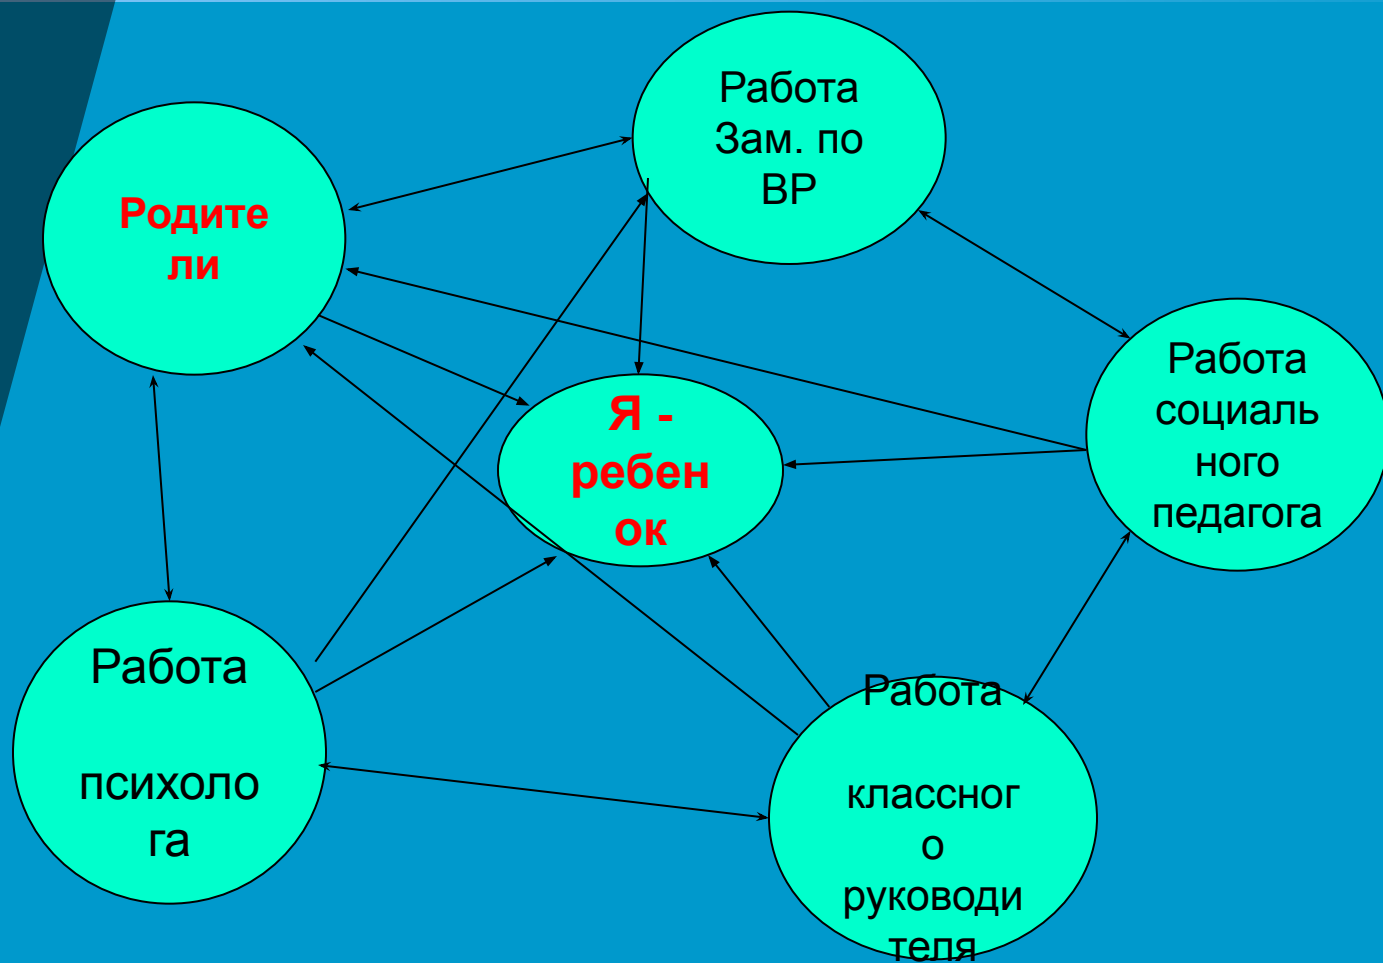 Работа
Зам. по
ВР
Родите
ли
Работа
социаль
ного
педагога
Я -
ребен
ок
Работа
психоло
га
Работа
классног
о
руководи
теля